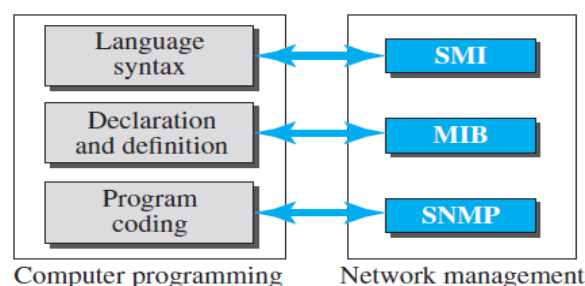 Language
syntax
SMI
Declaration
and definition
MIB
Program
coding
SNMP
Computer programming
Network management